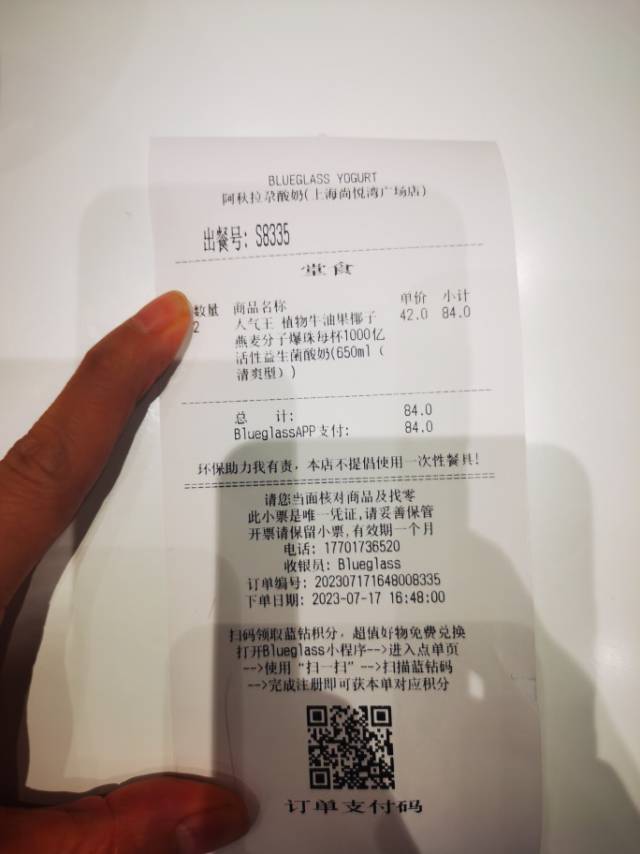 BLUEGLASS YOGURT
阿秋拉尕酸奶(上海尚悦湾广场店)
出餐号: S8335
堂食
数量 商品名称 单价 小计
2 人气王 植物牛油果椰子 42.0 84.0
燕麦分子爆珠每杯1000亿
活性益生菌酸奶(650ml (
清爽型))
总 计: 84.0
BlueglassAPP支付: 84.0
环保助力我有责, 本店不提倡使用一次性餐具!
请您当面核对商品及找零
此小票是唯一凭证,请妥善保管
开票请保留小票,有效期一个月
电话: 17701736520
收银员: Blueglass
订单编号: 202307171648008335
下单日期: 2023-07-17 16:48:00
扫码领取蓝钻积分, 超值好物免费兑换
打开Blueglass小程序-->进入点单页
-->使用“扫一扫”-->扫描蓝钻码
-->完成注册即可获本单对应积分
订单支付码